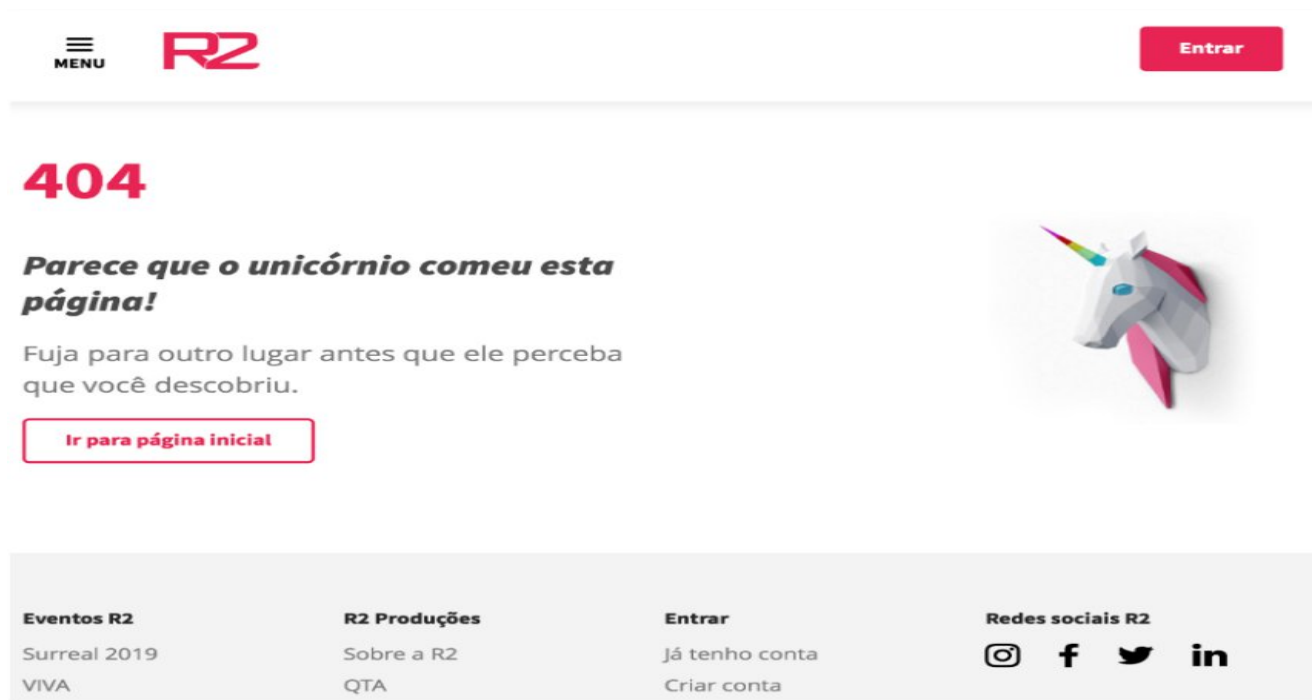 MENU
R2
Entrar
404
Parece que o unicórnio comeu esta
página!
Fuja para outro lugar antes que ele perceba
que você descobriu.
Ir para página inicial
Eventos R2
Surreal 2019
VIVA
R2 Produções
Sobre a R2
QTA
Entrar
Já tenho conta
Criar conta
Redes sociais R2